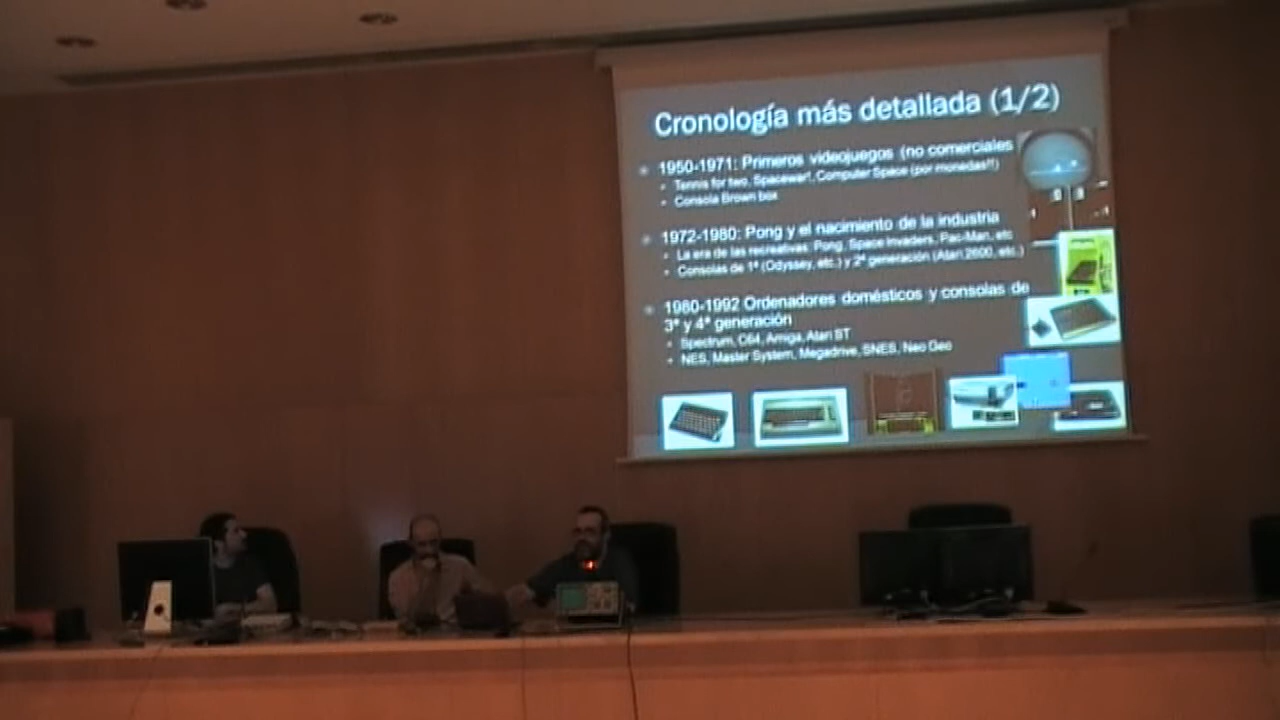 Cronología más detallada (1/2)
1950-1971: Primeros videojuegos (no comerciales
Tennis for two, Spacewar!, Computer Space (por monedas!!)
Consola Brown box
1972-1980: Pong y el nacimiento de la industria
La era de las recreativas: Pong, Space Invaders, Pac-Man, etc
Consolas de 1ª (Odyssey, etc.) y 2ª generación (Atari 2600, etc.)
1980-1992 Ordenadores domésticos y consolas de
3ª y 4ª generación
Spectrum, C64, Amiga, Atari ST
NES, Master System, Megadrive, SNES, Neo Geo